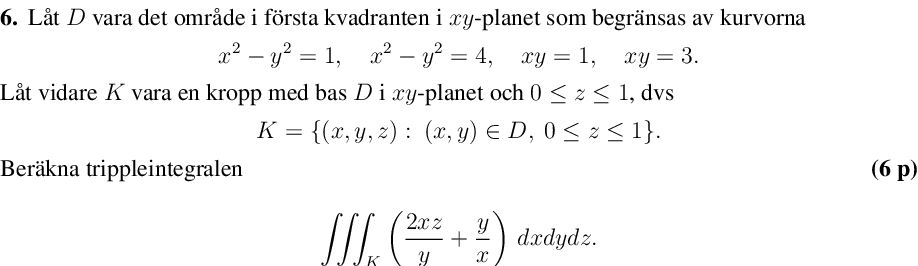 6. Låt D vara det område i första kvadranten i xy-planet som begränsas av kurvorna
x² − y² = 1, x² − y² = 4, xy = 1, xy = 3.
Låt vidare K vara en kropp med bas D i xy-planet och 0 ≤ z ≤ 1, dvs
K = {(x, y, z) : (x, y) ∈ D, 0 ≤ z ≤ 1}.
Beräkna trippleintegralen (6 p)
∭_K (2xz/y + y/x) dxdydz.